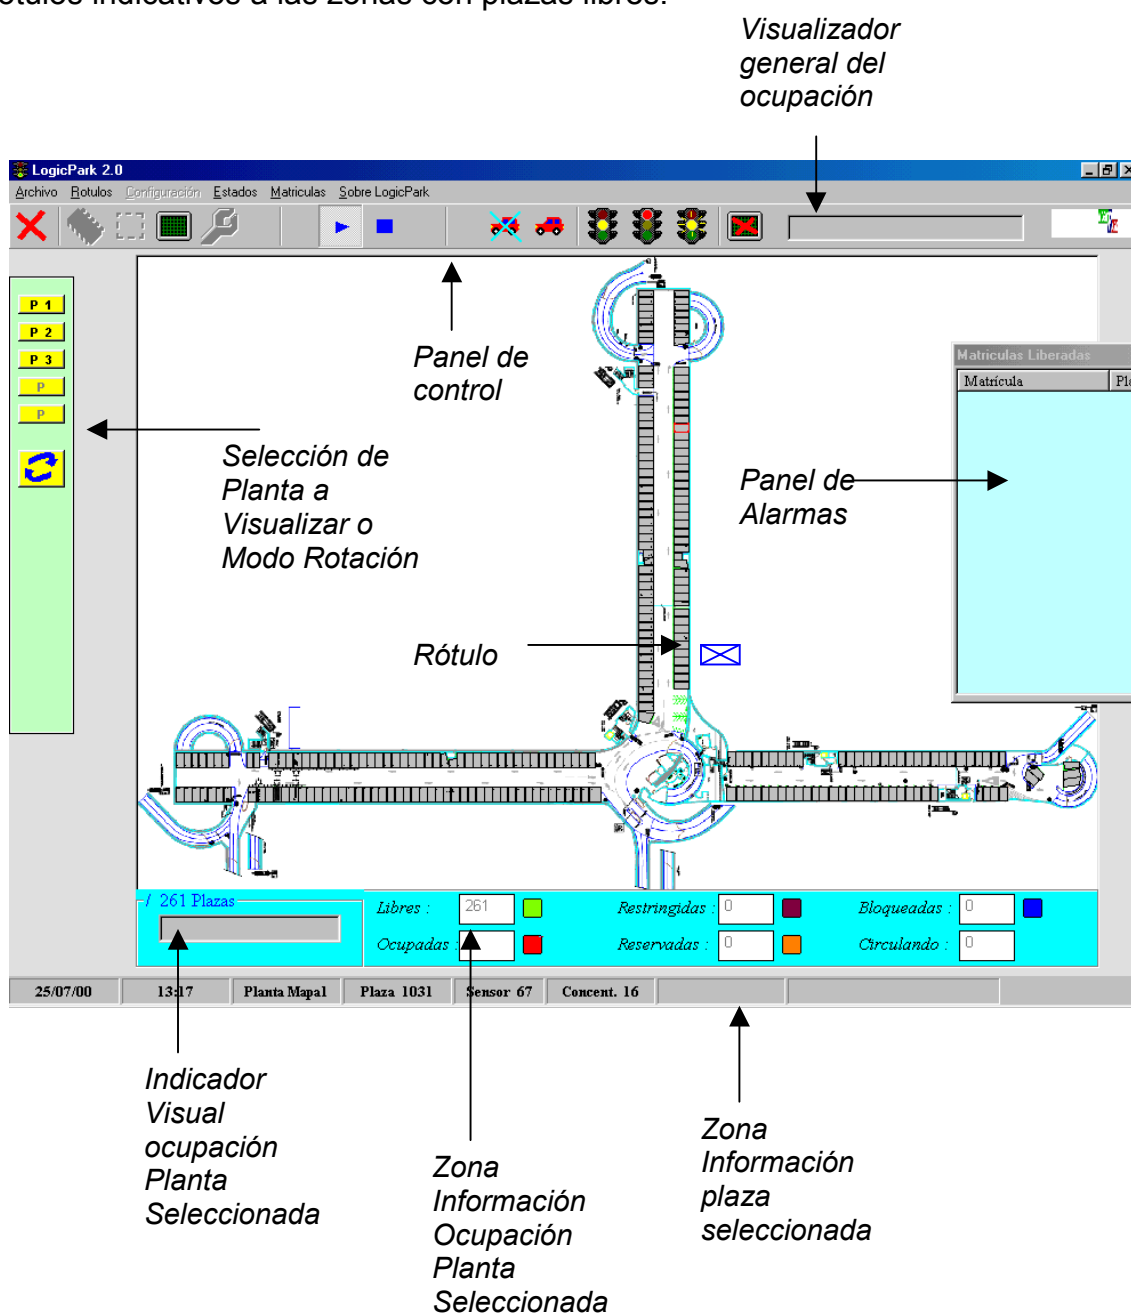 ótulos indicativos a las zonas con plazas libres.
Visualizador
general del
ocupación
LogicPark 2.0
Archivo Rotulos Configuración Estados Matriculas Sobre LogicPark
P 1
P 2
P 3
P
P
Panel de
control
Matriculas Liberadas
Matrícula Pla
Selección de
Planta a
Visualizar o
Modo Rotación
Panel de
Alarmas
Rótulo
/ 261 Plazas
Libres : 261 Restringidas : 0 Bloqueadas : 0
Ocupadas : Reservadas : 0 Circulando : 0
25/07/00 13:17 Planta Mapa1 Plaza 1031 Sensor 67 Concent. 16
Indicador
Visual
ocupación
Planta
Seleccionada
Zona
Información
Ocupación
Planta
Seleccionada
Zona
Información
plaza
seleccionada